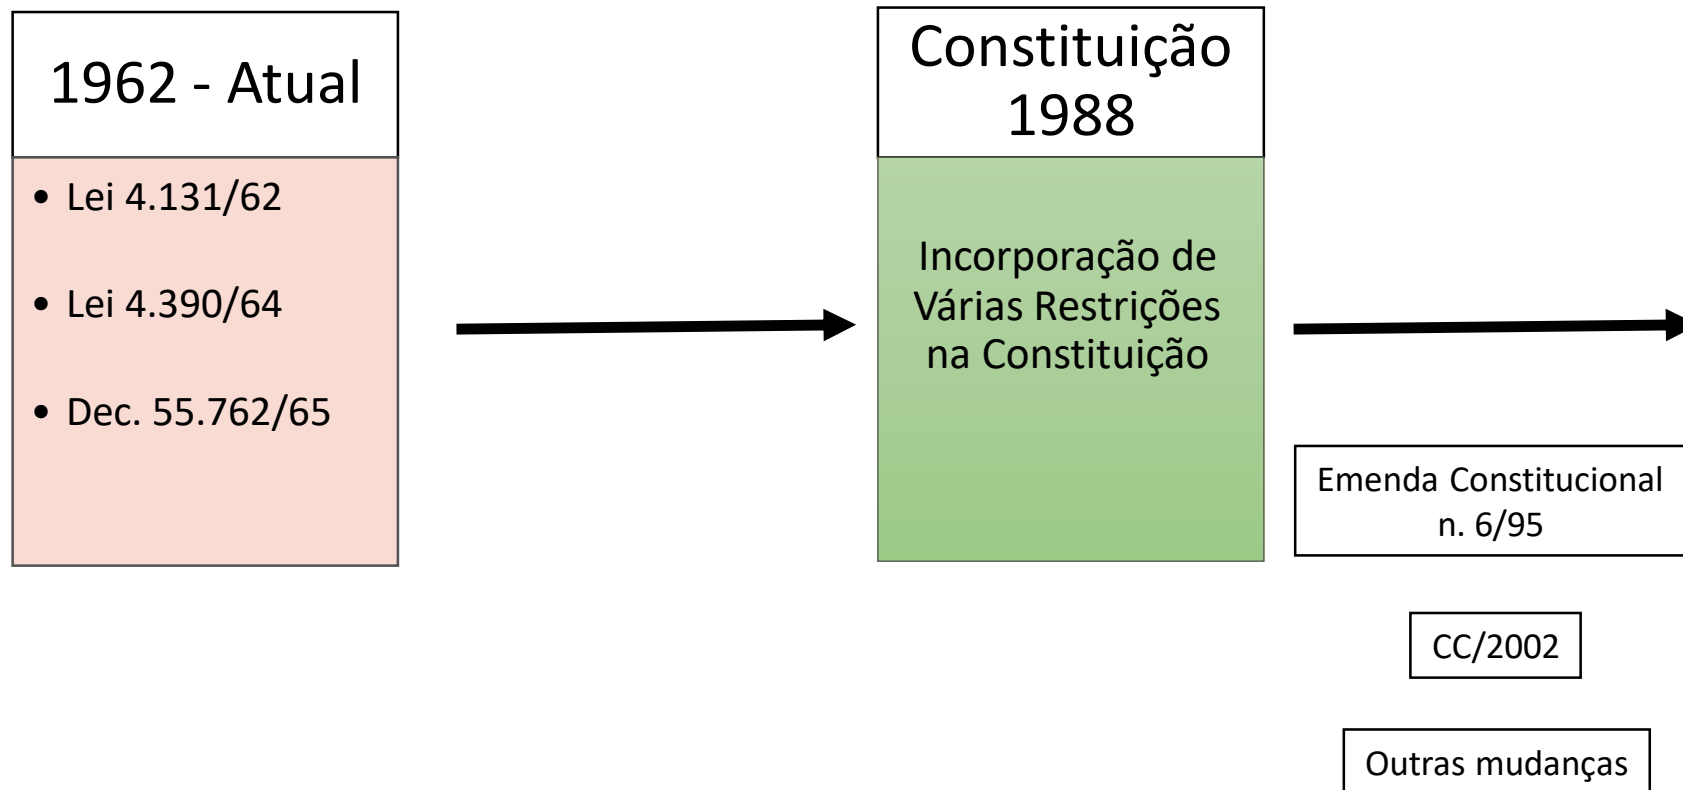 1962 - Atual
• Lei 4.131/62
• Lei 4.390/64
• Dec. 55.762/65
Constituição
1988
Incorporação de
Várias Restrições
na Constituição
Emenda Constitucional
n. 6/95
CC/2002
Outras mudanças